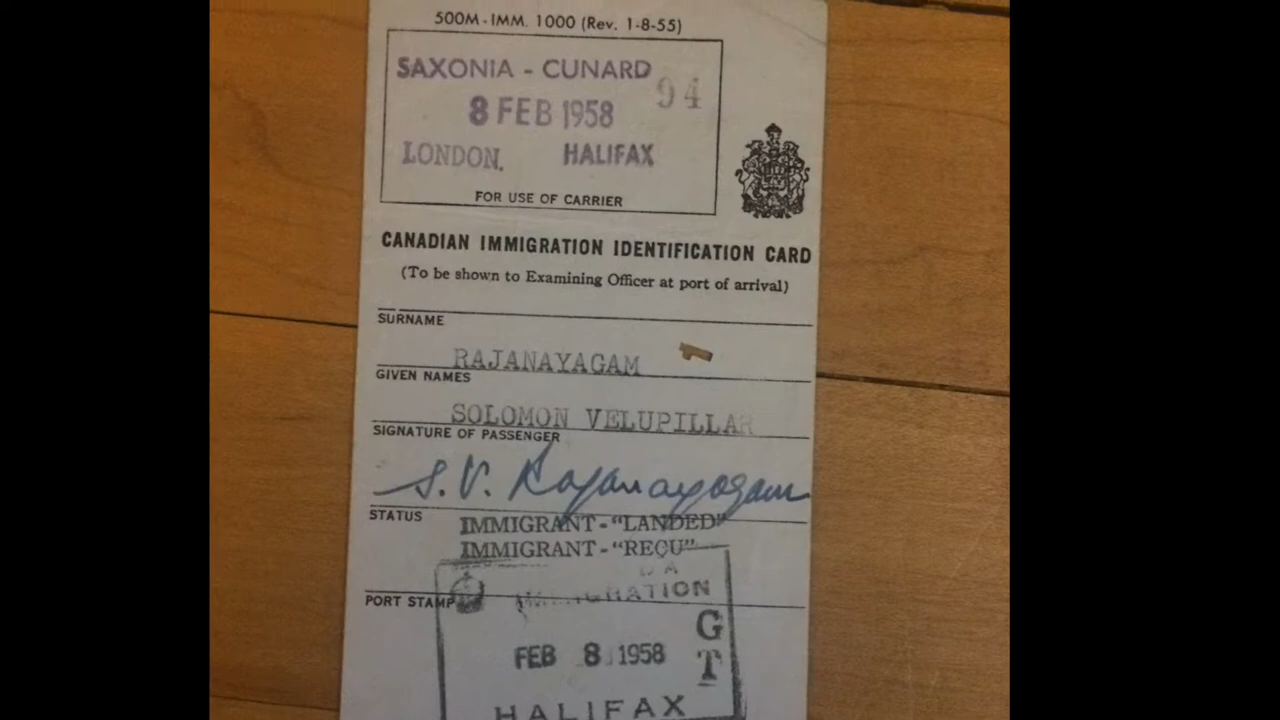 500M-IMM. 1000 (Rev. 1-8-55)
SAXONIA - CUNARD
94
8 FEB 1958
LONDON. HALIFAX
FOR USE OF CARRIER
CANADIAN IMMIGRATION IDENTIFICATION CARD
(To be shown to Examining Officer at port of arrival)
SURNAME
RAJANAYAGAM
GIVEN NAMES
SOLOMON VELUPILLAR
SIGNATURE OF PASSENGER
S. V. Rajanayagam
STATUS
IMMIGRANT-“LANDED”
IMMIGRANT-“REÇU”
IMMIGRATION
PORT STAMP
G
T
FEB 8 1958
HALIFAX